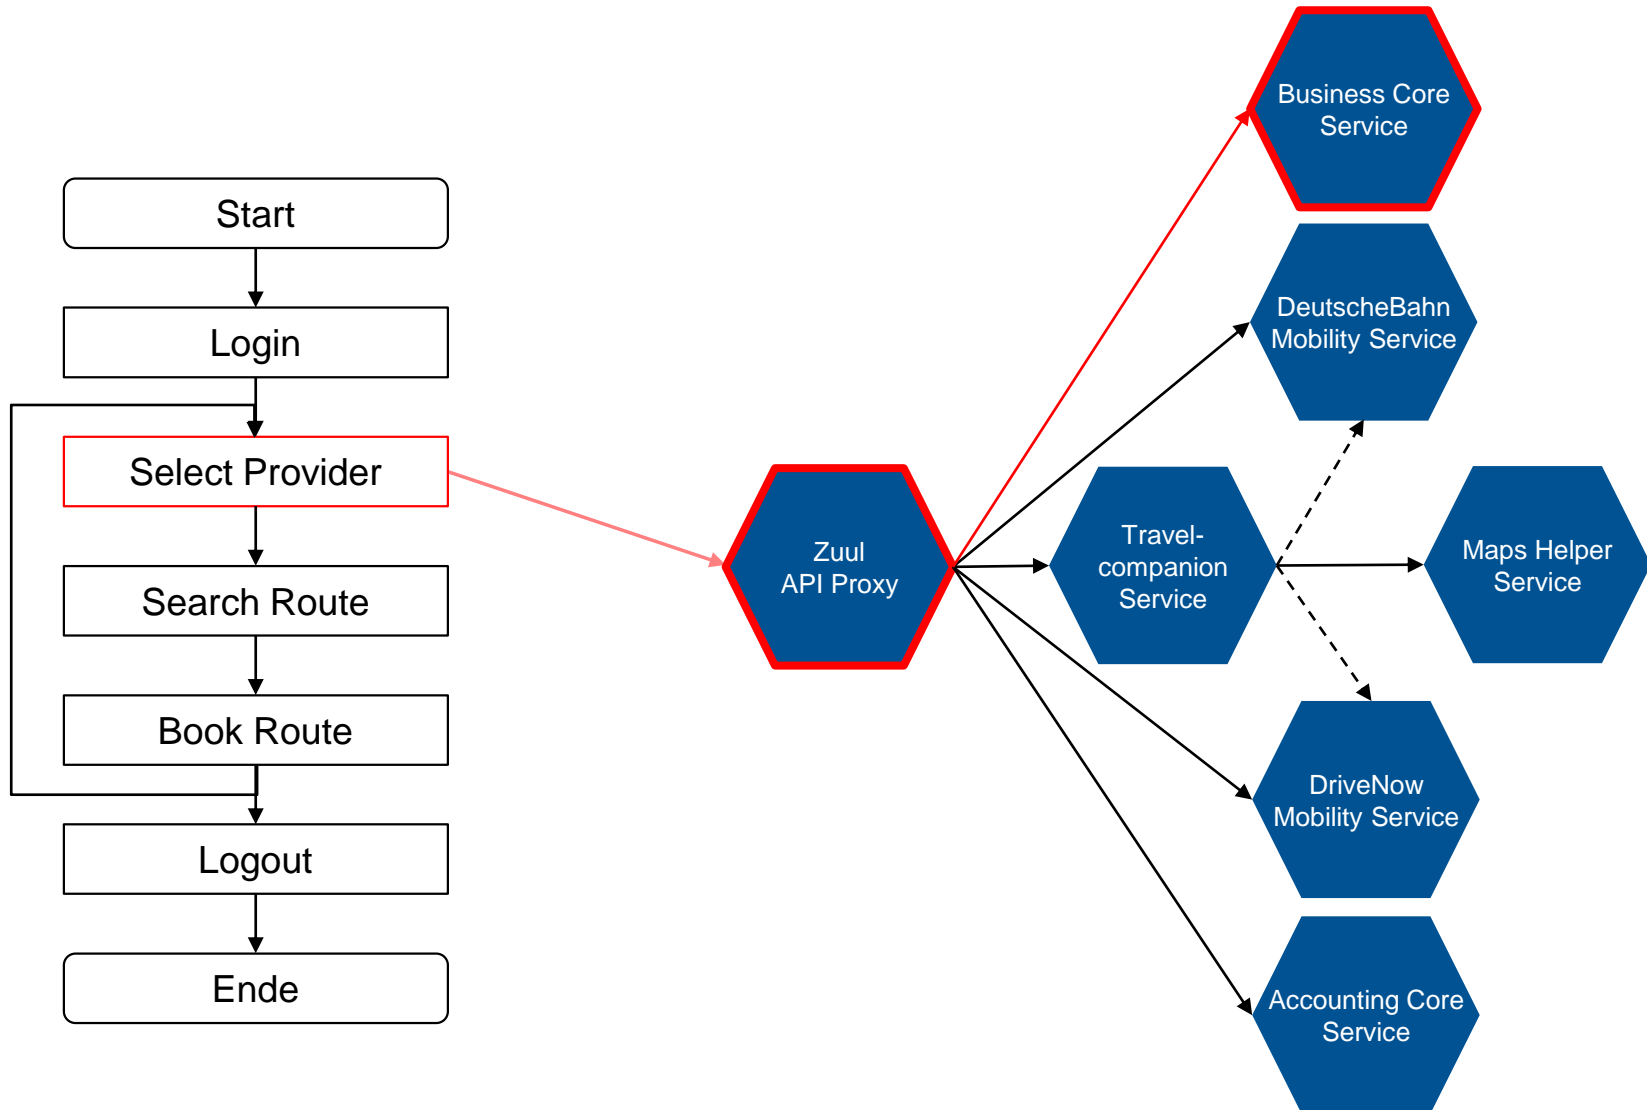 Start
Login
Select Provider
Search Route
Book Route
Logout
Ende
Zuul
API Proxy
Business Core
Service
DeutscheBahn
Mobility Service
Travel-
companion
Service
Maps Helper
Service
DriveNow
Mobility Service
Accounting Core
Service